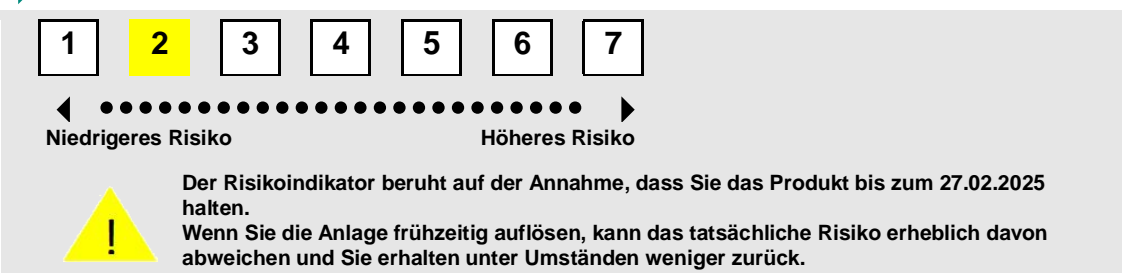 1 2 3 4 5 6 7
Niedrigeres Risiko Höheres Risiko
Der Risikoindikator beruht auf der Annahme, dass Sie das Produkt bis zum 27.02.2025
halten.
Wenn Sie die Anlage frühzeitig auflösen, kann das tatsächliche Risiko erheblich davon
abweichen und Sie erhalten unter Umständen weniger zurück.
!